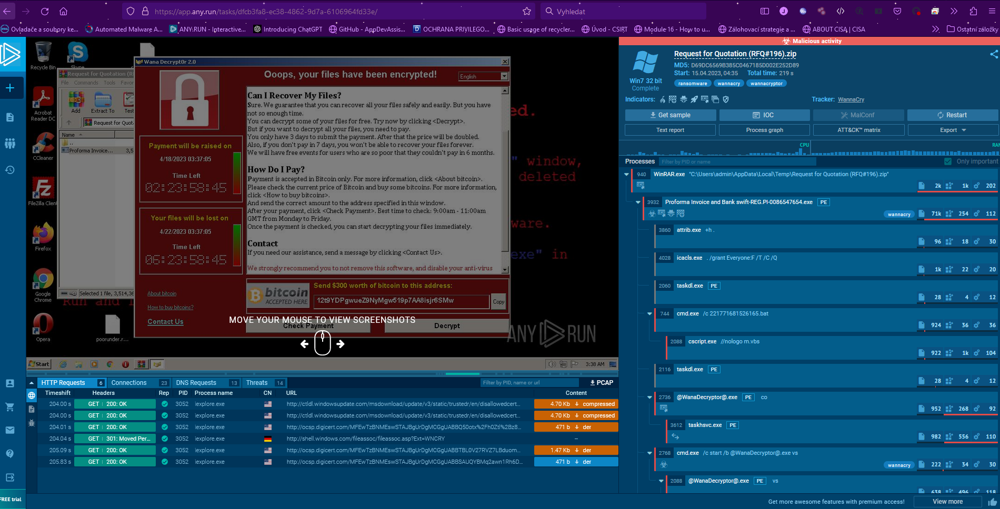 https://app.any.run/tasks/dfcb3fa8-ec38-4862-9d7a-6106964fd33e/
Vyhledat
Ovladače a soubory ke...
Automated Malware A...
ANY.RUN - Interactive...
Introducing ChatGPT
GitHub - AppDevAssis...
OCHRANA PRIVILEGO...
Basic usage of recycler...
Úvod - CSIRT
Module 16 - How to u...
Zálohovací strategie a ...
ABOUT CISA | CISA
Ostatní záložky
Recycle Bin
Skype
Acrobat
Reader DC
CCleaner
FileZilla Client
Firefox
Google
Chrome
Opera
poorunder.r...
Request for Quotation (RFQ#196)
File Commands Tools Favor
Add
Extract To
Test
Request for Quot
Name
..
Proforma Invoice...
3,5
Selected 1 file, 3,514,36
Run and
ed.
" window,
deleted
ware.
exe" in
Wana Decrypt0r 2.0
Ooops, your files have been encrypted!
English
Payment will be raised on
4/18/2023 03:37:05
Time Left
02:23:58:45
Your files will be lost on
4/22/2023 03:37:05
Time Left
06:23:58:45
About bitcoin
How to buy bitcoins?
Contact Us
Can I Recover My Files?
Sure. We guarantee that you can recover all your files safely and easily. But you have
not so enough time.
You can decrypt some of your files for free. Try now by clicking <Decrypt>.
But if you want to decrypt all your files, you need to pay.
You only have 3 days to submit the payment. After that the price will be doubled.
Also, if you don't pay in 7 days, you won't be able to recover your files forever.
We will have free events for users who are so poor that they couldn't pay in 6 months.
How Do I Pay?
Payment is accepted in Bitcoin only. For more information, click <About bitcoin>.
Please check the current price of Bitcoin and buy some bitcoins. For more information,
click <How to buy bitcoins>.
And send the correct amount to the address specified in this window.
After your payment, click <Check Payment>. Best time to check: 9:00am - 11:00am
GMT from Monday to Friday.
Once the payment is checked, you can start decrypting your files immediately.
Contact
If you need our assistance, send a message by clicking <Contact Us>.
We strongly recommend you to not remove this software, and disable your anti-virus
bitcoin
ACCEPTED HERE
Send $300 worth of bitcoin to this address:
12t9YDPgwueZ9NyMgw519p7AA8isjr6SMw
Copy
MOVE YOUR MOUSE TO VIEW SCREENSHOTS
Check Payment
Decrypt
ANY RUN
Start
3:38 AM
HTTP Requests 6
Connections 23
DNS Requests 13
Threats 14
Filter by PID, name or url
PCAP
Timeshift Headers Rep PID Process name CN URL Content
204.00 s GET 200: OK 3052 iexplore.exe http://ctldl.windowsupdate.com/msdownload/update/v3/static/trustedr/en/disallowedcert... 4.70 Kb compressed
204.00 s GET 200: OK 3052 iexplore.exe http://ctldl.windowsupdate.com/msdownload/update/v3/static/trustedr/en/disallowedcert... 4.70 Kb compressed
204.01 s GET 200: OK 3052 iexplore.exe http://ocsp.digicert.com/MFEwTzBNMEswSTAJBgUrDgMCGgUABBQ50otx%2Fh0Ztl%2Bz8... 471 b der
204.04 s GET 301: Moved Per... 3052 iexplore.exe http://shell.windows.com/fileassoc/fileassoc.asp?Ext=WNCRY –
205.09 s GET 200: OK 3052 iexplore.exe http://ocsp.digicert.com/MFEwTzBNMEswSTAJBgUrDgMCGgUABBTBL0V27RVZ7LBduom... 1.47 Kb der
205.83 s GET 200: OK 3052 iexplore.exe http://ocsp.digicert.com/MFEwTzBNMEswSTAJBgUrDgMCGgUABBSAUQYBMq2awn1Rh6D... 471 b der
FREE trial
Malicious activity
Win7 32 bit
Complete
Request for Quotation (RFQ#196).zip
MD5: D69DC6569B385C0467185D002E252D89
Start: 15.04.2023, 04:35 Total time: 219 s
ransomware wannacry wannacryptor
Indicators:
Tracker: WannaCry
Get sample
IOC
MalConf
Restart
Text report
Process graph
ATT&CK™ matrix
Export
CPU
RAM
Processes
Filter by PID or name
Only important
940 WinRAR.exe "C:\Users\admin\AppData\Local\Temp\Request for Quotation (RFQ#196).zip"
2k 1k 202
3932 Proforma Invoice and Bank swift-REG.PI-0086547654.exe PE
wannacry 71k 254 112
3860 attrib.exe +h .
96 18 30
4028 icacls.exe . /grant Everyone:F /T /C /Q
1k 22 20
2060 taskdl.exe PE
28 4 12
744 cmd.exe /c 221771681526165.bat
924 36 36
2088 cscript.exe //nologo m.vbs
922 1k 104
2116 taskdl.exe PE
28 4 12
2736 @WanaDecryptor@.exe PE co
952 268 92
3612 taskhsvc.exe PE
982 556 110
2768 cmd.exe /c start /b @WanaDecryptor@.exe vs
wannacry 222 34 30
2088 @WanaDecryptor@.exe PE vs
638 496 118
Get more awesome features with premium access!
View more